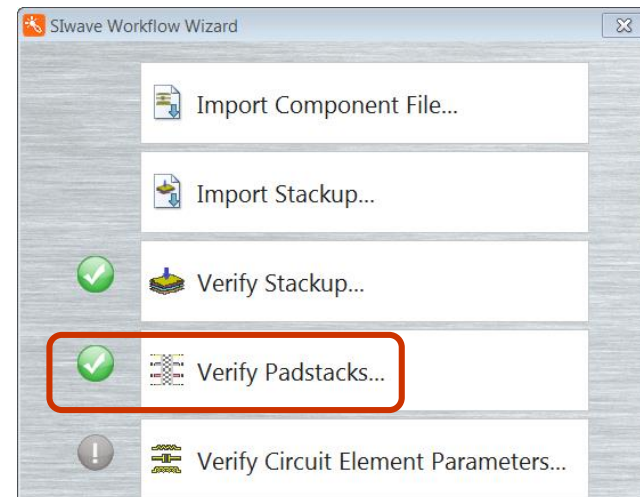 SIwave Workflow Wizard
Import Component File...
Import Stackup...
Verify Stackup...
Verify Padstacks...
Verify Circuit Element Parameters...